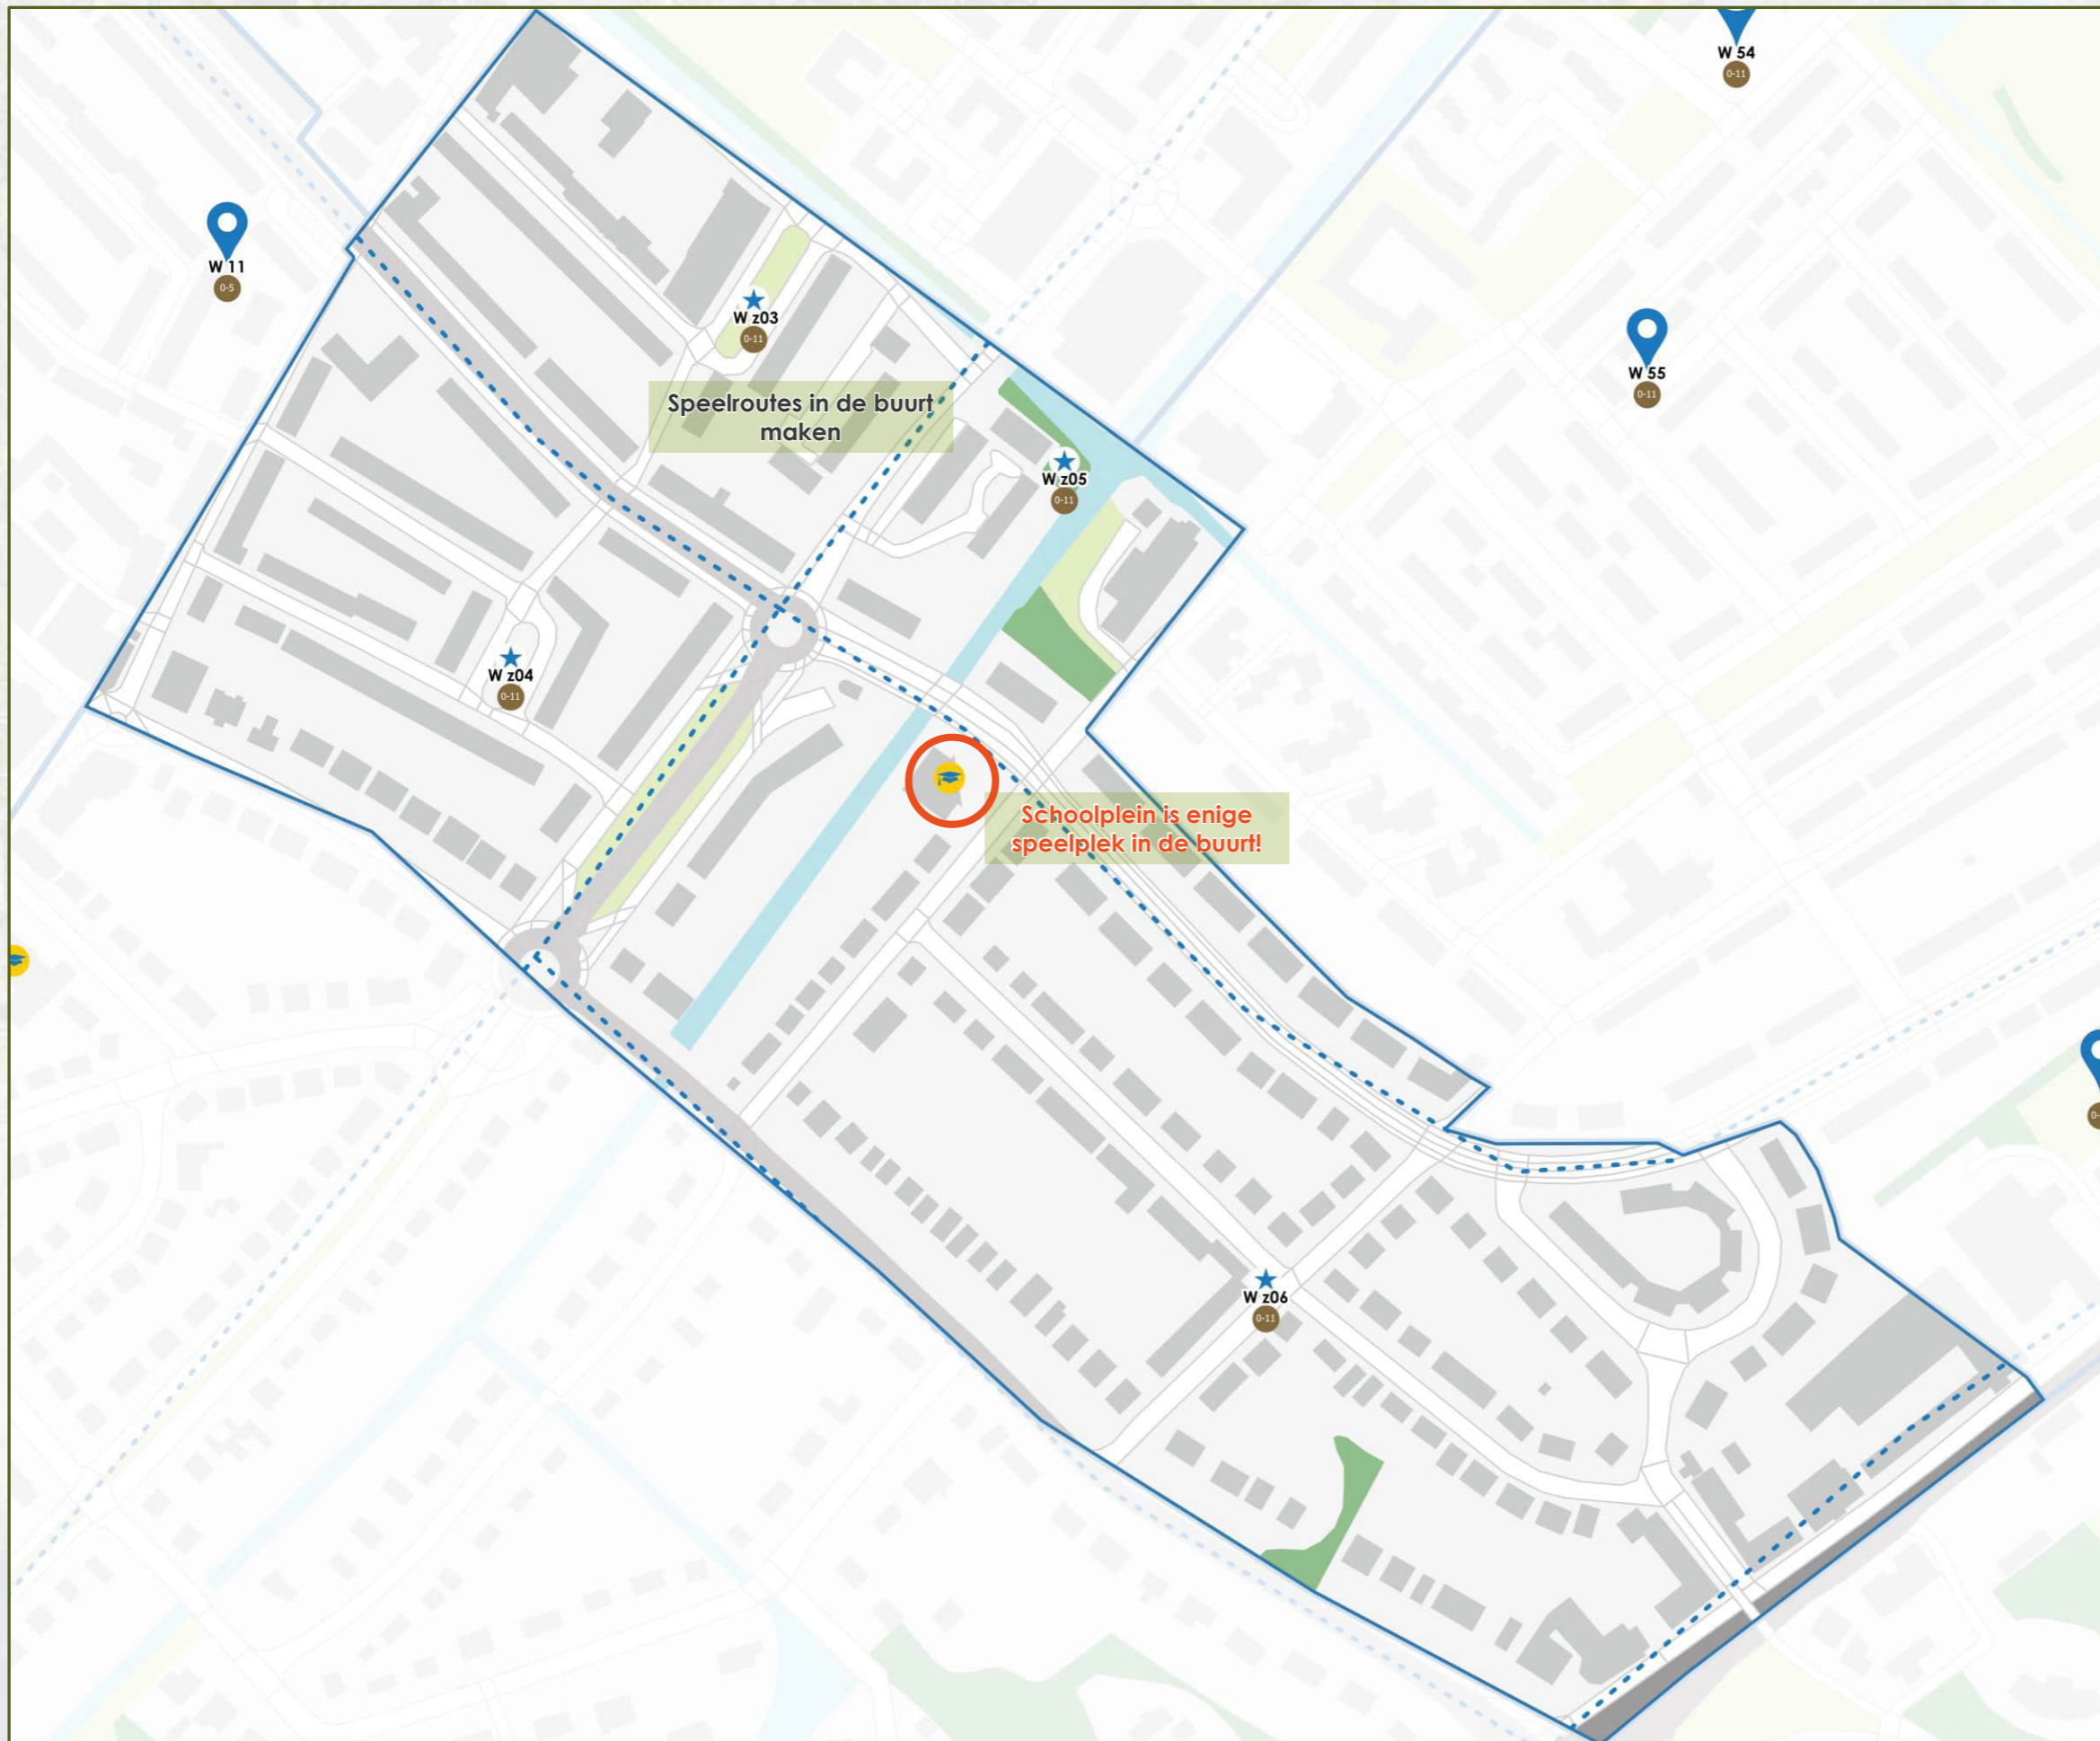 W 54
0-11
W 11
0-5
W z03
0-11
W 55
0-11
Speelroutes in de buurt
maken
W z05
0-11
W z04
0-11
Schoolplein is enige
speelplek in de buurt!
W z06
0-11